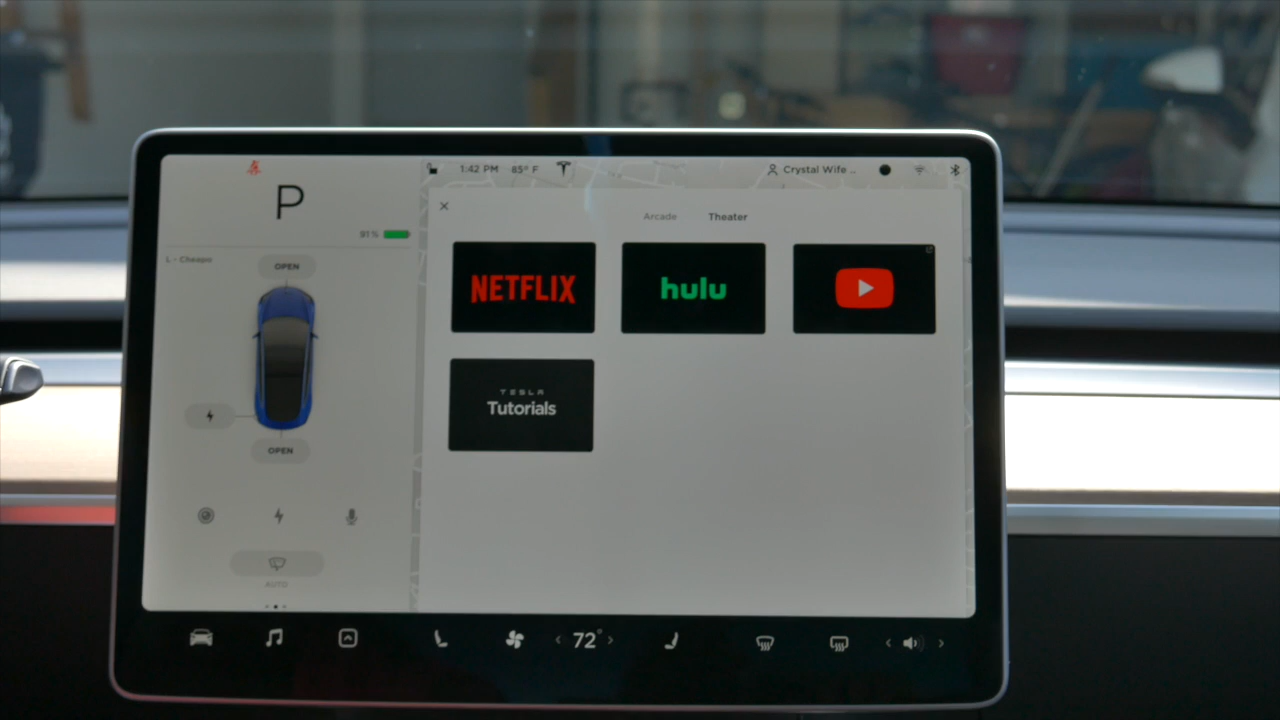 P
91%
L - Cheapo
OPEN
OPEN
AUTO
1:42 PM 85° F
Crystal Wife ..
Arcade Theater
NETFLIX
hulu
TESLA
Tutorials
72°